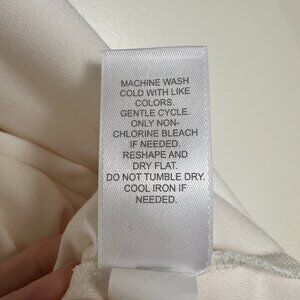 MACHINE WASH
COLD WITH LIKE
COLORS.
GENTLE CYCLE.
ONLY NON-
CHLORINE BLEACH
IF NEEDED.
RESHAPE AND
DRY FLAT.
DO NOT TUMBLE DRY.
COOL IRON IF
NEEDED.